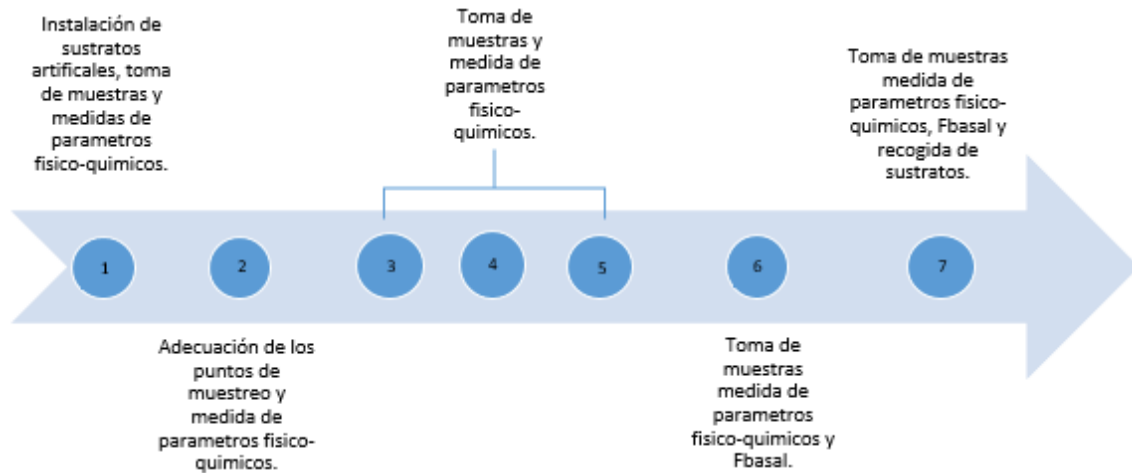 Instalación de
sustratos
artificales, toma
de muestras y
medidas de
parametros
fisico-quimicos.
Toma de
muestras y
medida de
parametros
fisico-
quimicos.
Toma de muestras
medida de
parametros fisico-
quimicos, Fbasal y
recogida de
sustratos.
1
2
3
4
5
6
7
Adecuación de los
puntos de
muestreo y
medida de
parametros fisico-
quimicos.
Toma de
muestras
medida de
parametros
fisico-quimicos y
Fbasal.